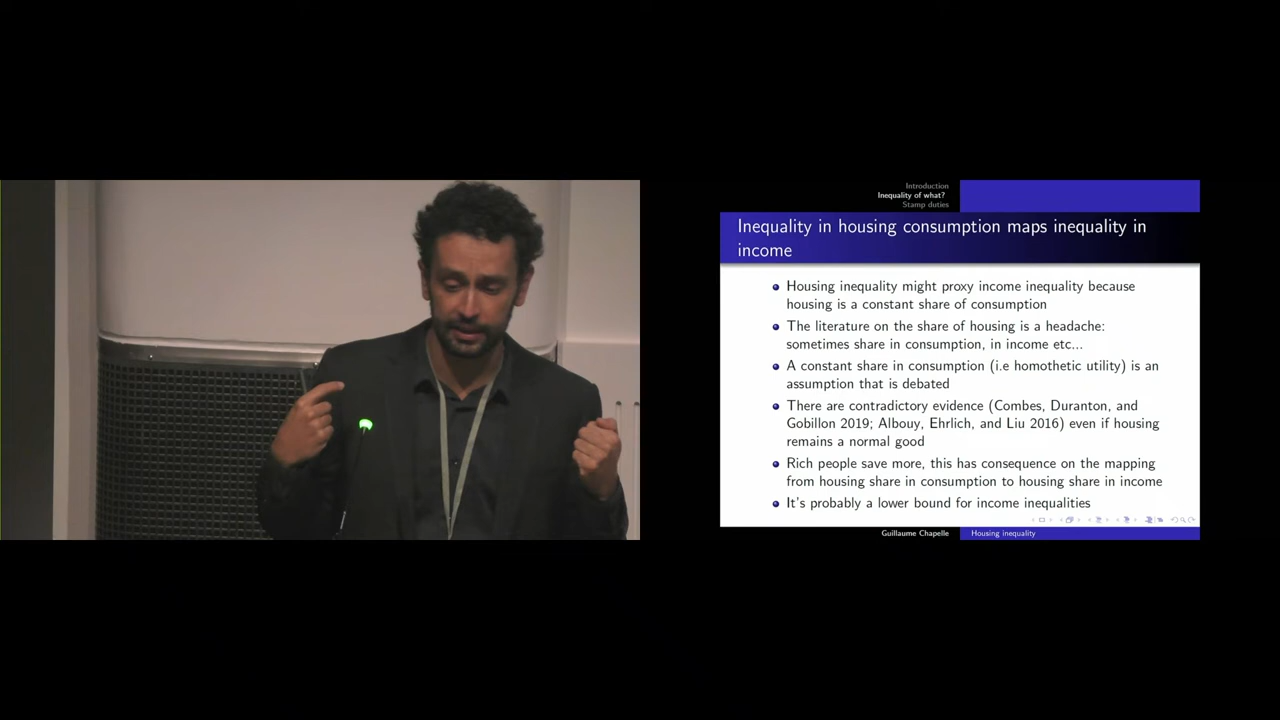 Introduction
Inequality of what?
Stamp duties
Inequality in housing consumption maps inequality in
income
Housing inequality might proxy income inequality because
housing is a constant share of consumption
The literature on the share of housing is a headache:
sometimes share in consumption, in income etc...
A constant share in consumption (i.e homothetic utility) is an
assumption that is debated
There are contradictory evidence (Combes, Duranton, and
Gobillon 2019; Albouy, Ehrlich, and Liu 2016) even if housing
remains a normal good
Rich people save more, this has consequence on the mapping
from housing share in consumption to housing share in income
It's probably a lower bound for income inequalities
Guillaume Chapelle
Housing inequality